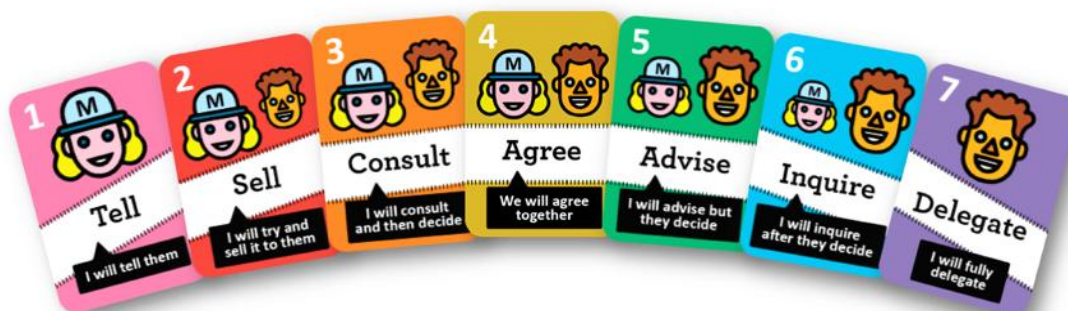 1
M
Tell
I will tell them
2
M
Sell
I will try and
sell it to them
3
M
Consult
I will consult
and then decide
4
M
Agree
We will agree
together
5
M
Advise
I will advise but
they decide
6
M
Inquire
I will inquire
after they decide
7
Delegate
I will fully
delegate